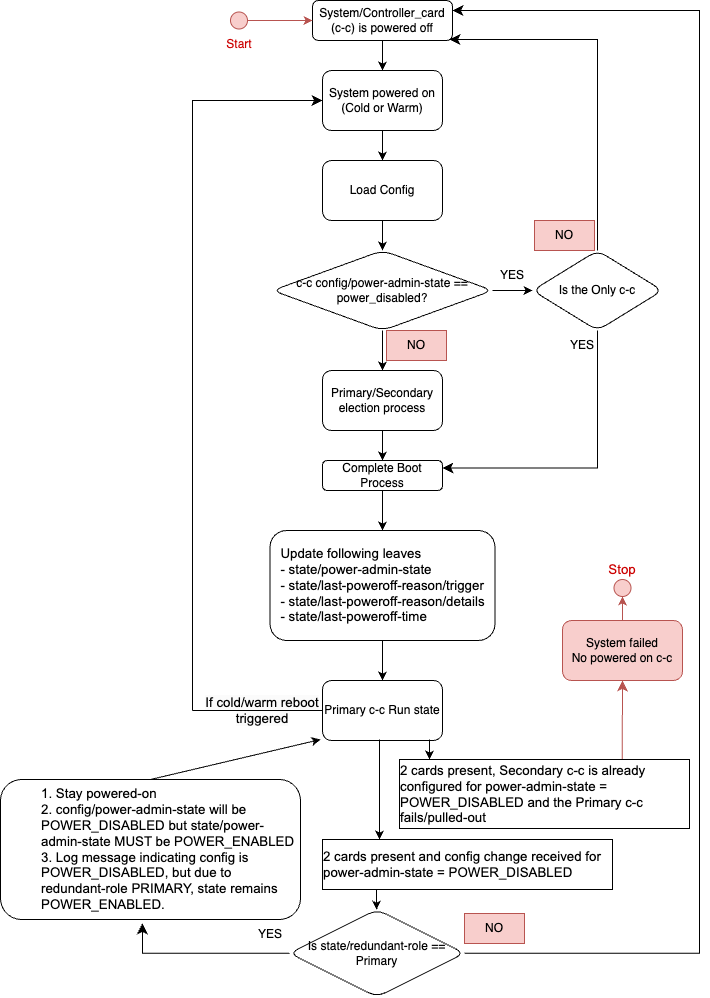 System/Controller_card
(c-c) is powered off
Start
System powered on
(Cold or Warm)
Load Config
NO
c-c config/power-admin-state ==
power_disabled?
YES
Is the Only c-c
NO
YES
Primary/Secondary
election process
Complete Boot
Process
Update following leaves
- state/power-admin-state
- state/last-poweroff-reason/trigger
- state/last-poweroff-reason/details
- state/last-poweroff-time
Stop
System failed
No powered on c-c
If cold/warm reboot
triggered
Primary c-c Run state
2 cards present, Secondary c-c is already
configured for power-admin-state =
POWER_DISABLED and the Primary c-c
fails/pulled-out
1. Stay powered-on
2. config/power-admin-state will be
POWER_DISABLED but state/power-
admin-state MUST be POWER_ENABLED
3. Log message indicating config is
POWER_DISABLED, but due to
redundant-role PRIMARY, state remains
POWER_ENABLED.
2 cards present and config change received for
power-admin-state = POWER_DISABLED
YES
Is state/redundant-role ==
Primary
NO